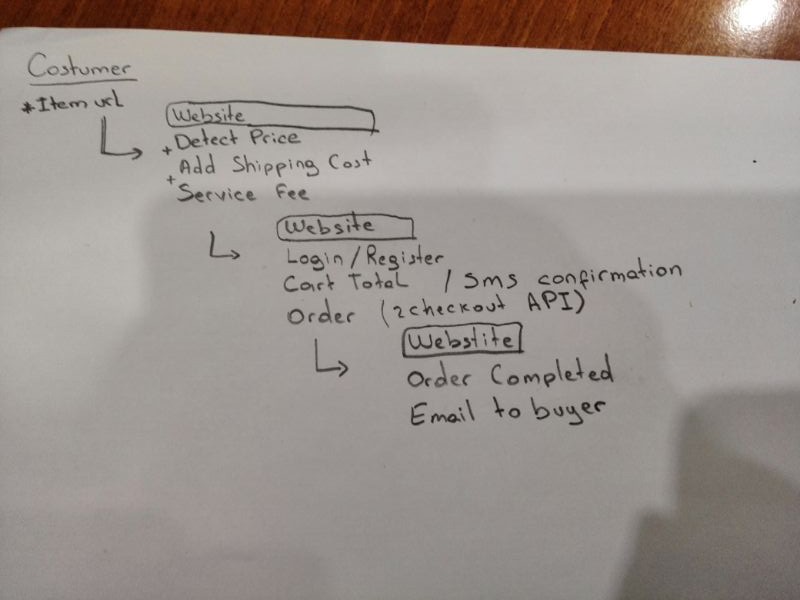 Costumer
*Item url
Website
+Detect Price
Add Shipping Cost
+Service Fee
Website
Login/Register
Cart Total / Sms confirmation
Order (2checkout API)
Webstite
Order Completed
Email to buyer